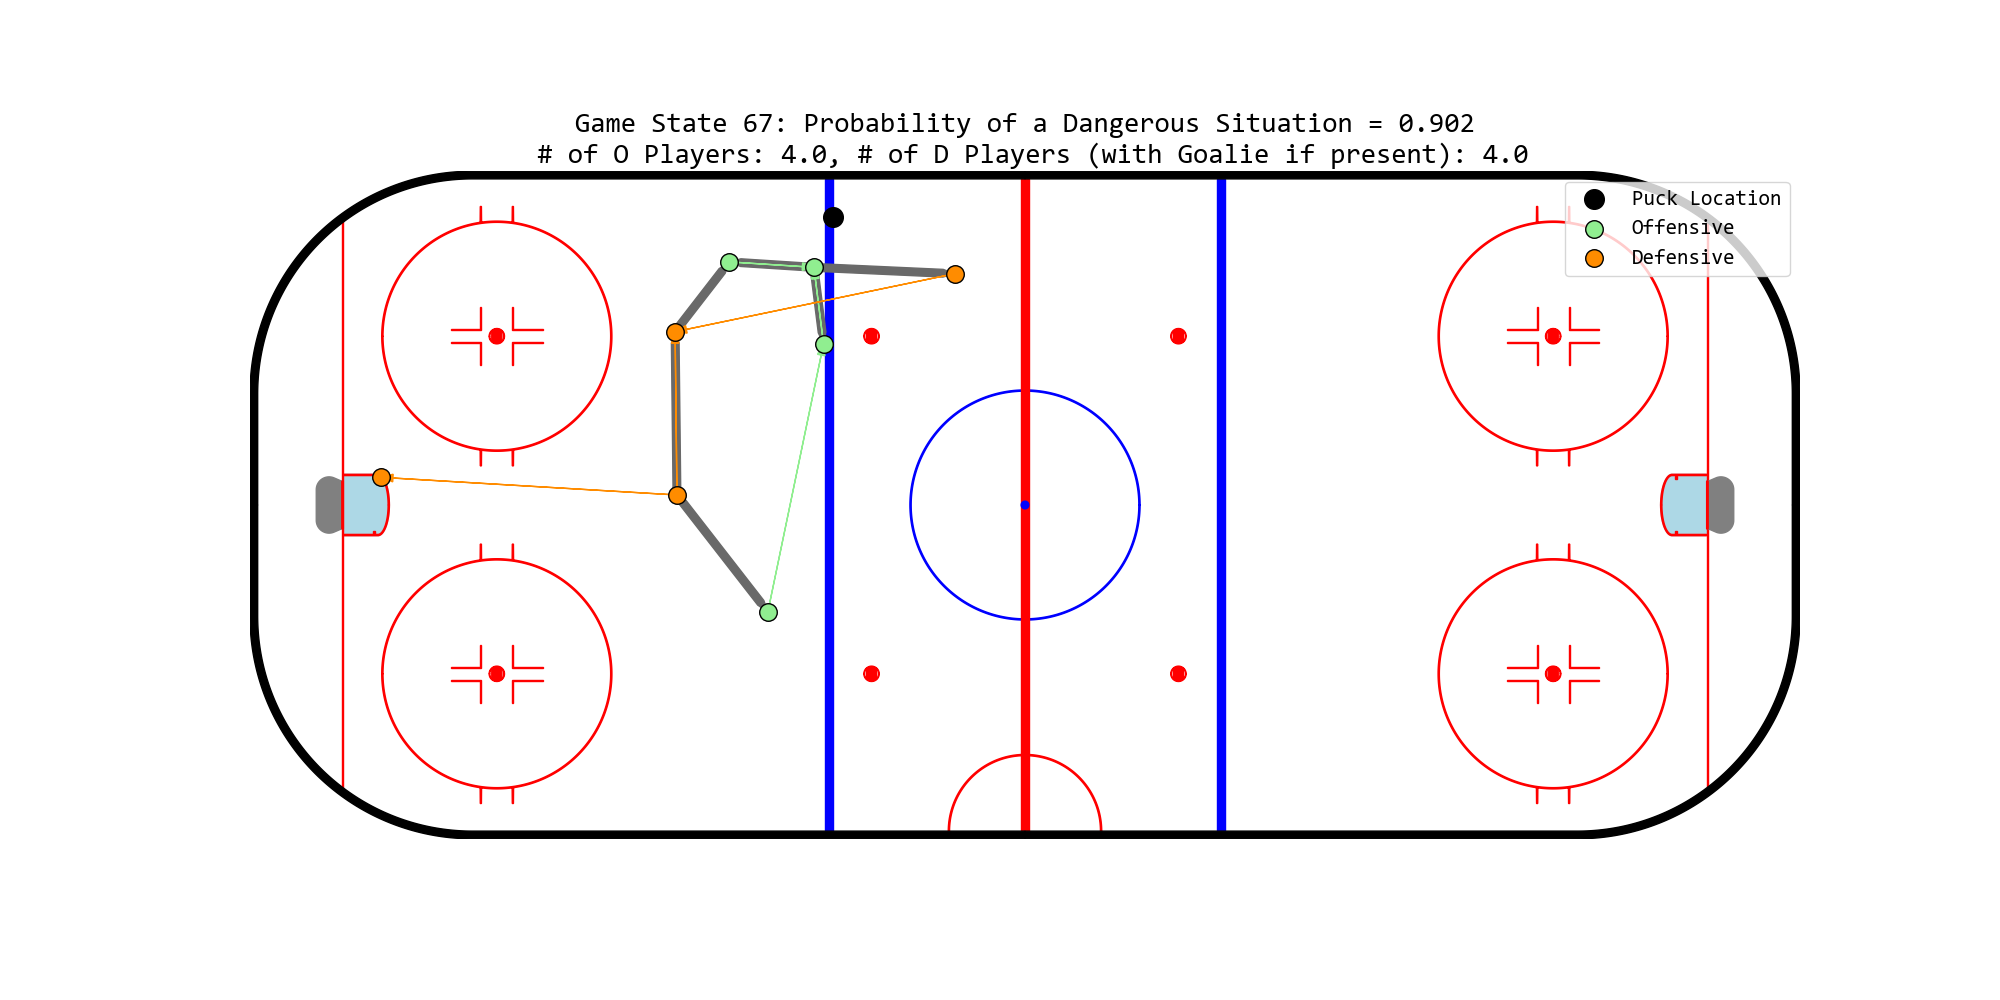 Game State 67: Probability of a Dangerous Situation = 0.902
# of O Players: 4.0, # of D Players (with Goalie if present): 4.0
Puck Location
Offensive
Defensive